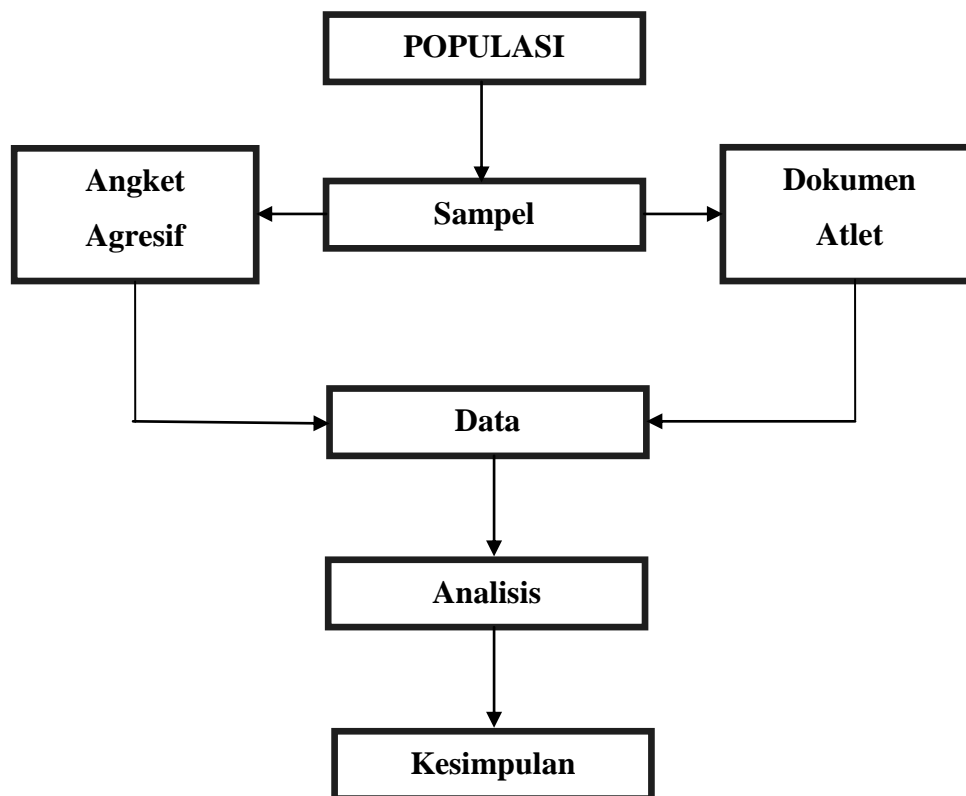 POPULASI
Angket
Agresif
Sampel
Dokumen
Atlet
Data
Analisis
Kesimpulan